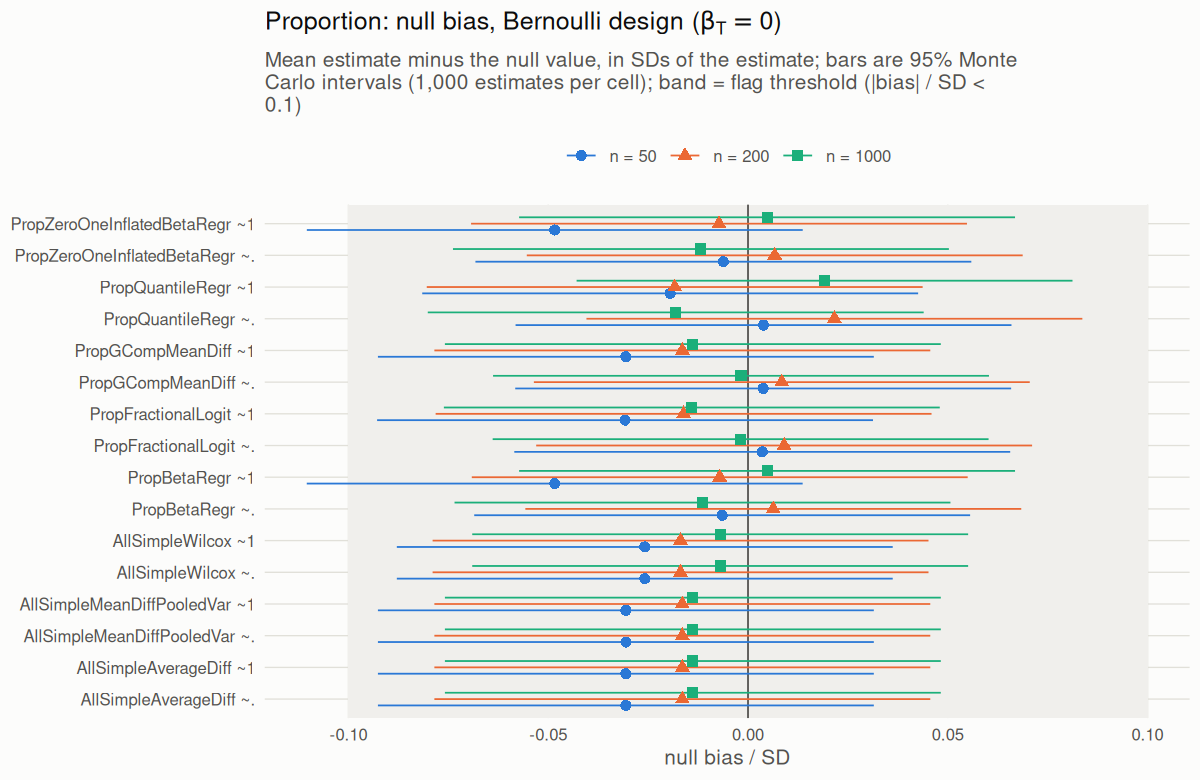 Proportion: null bias, Bernoulli design (βT = 0)
Mean estimate minus the null value, in SDs of the estimate; bars are 95% Monte
Carlo intervals (1,000 estimates per cell); band = flag threshold (|bias| / SD <
0.1)
n = 50 n = 200 n = 1000
PropZeroOneInflatedBetaRegr ~1
PropZeroOneInflatedBetaRegr ~.
PropQuantileRegr ~1
PropQuantileRegr ~.
PropGCompMeanDiff ~1
PropGCompMeanDiff ~.
PropFractionalLogit ~1
PropFractionalLogit ~.
PropBetaRegr ~1
PropBetaRegr ~.
AllSimpleWilcox ~1
AllSimpleWilcox ~.
AllSimpleMeanDiffPooledVar ~1
AllSimpleMeanDiffPooledVar ~.
AllSimpleAverageDiff ~1
AllSimpleAverageDiff ~.
-0.10 -0.05 0.00 0.05 0.10
null bias / SD